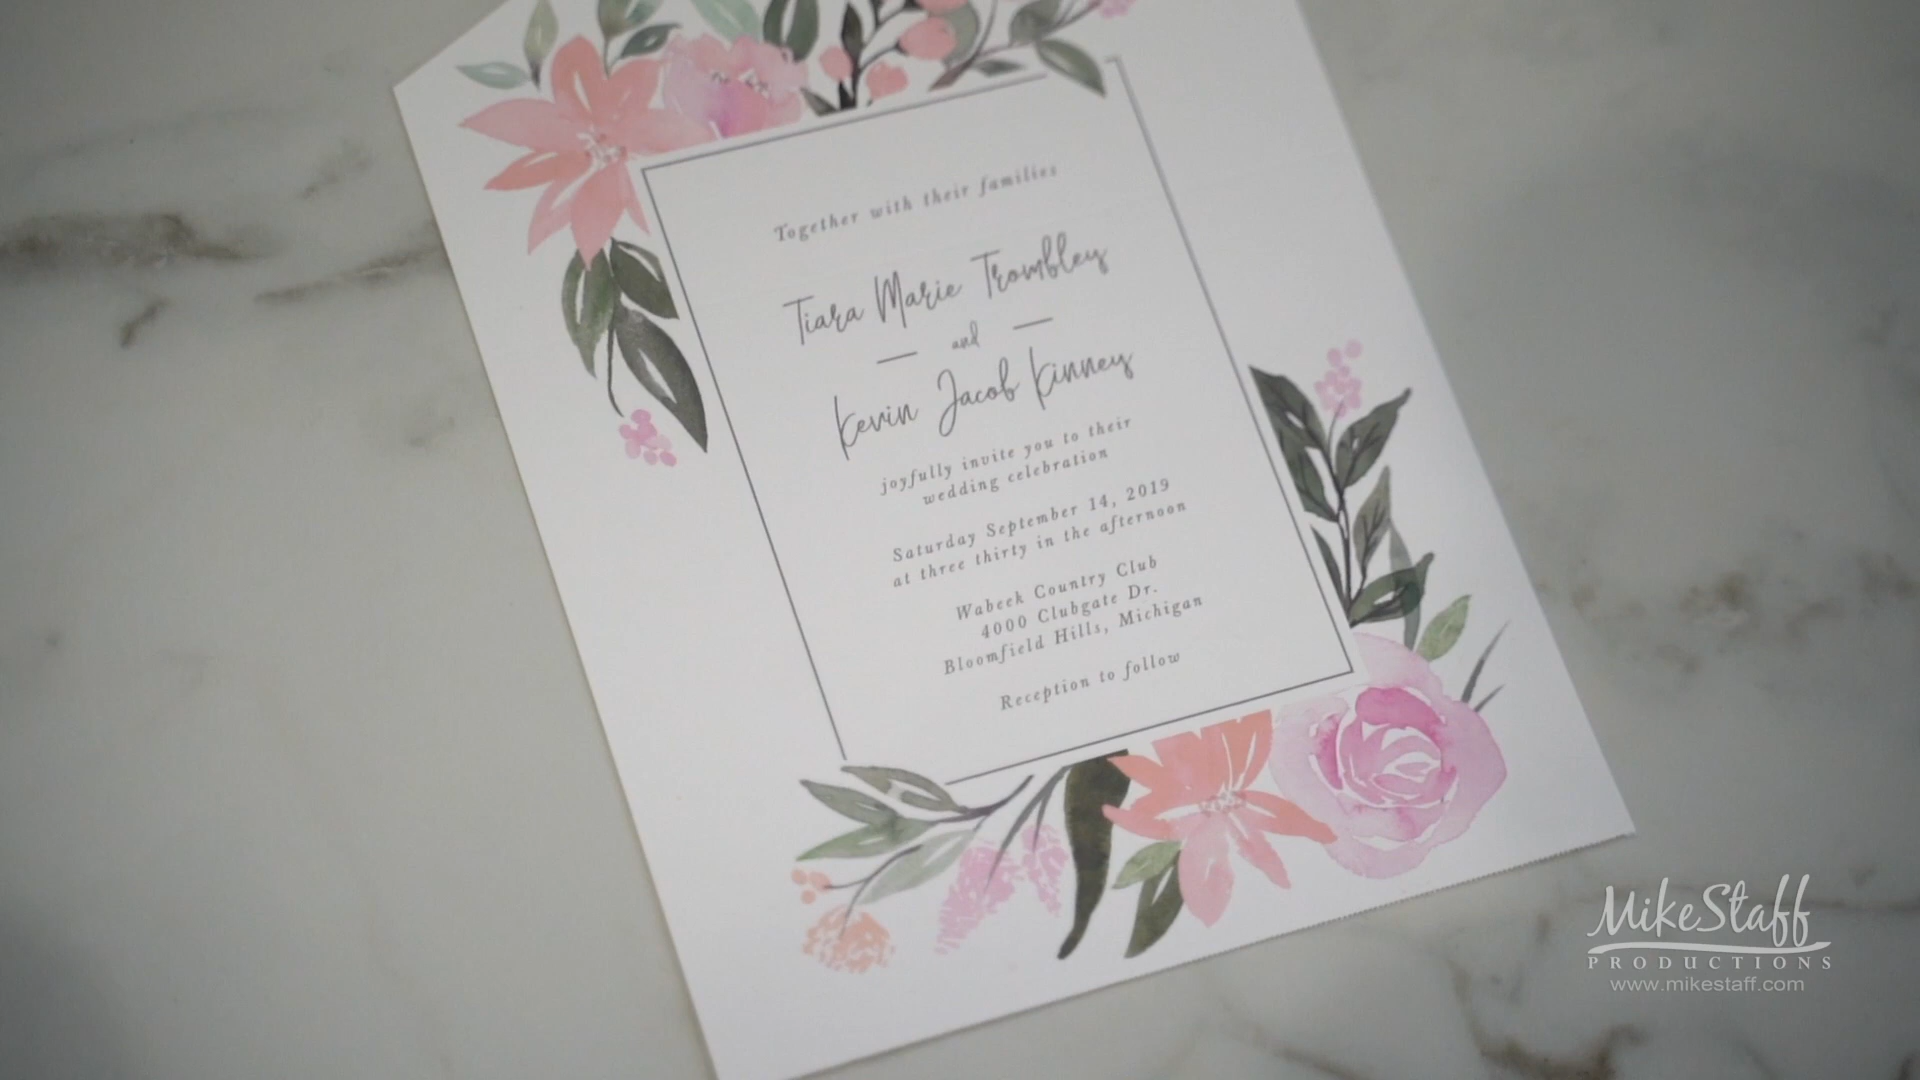 Together with their families
Tiara Marie Trombley
and
Kevin Jacob Kinney
joyfully invite you to their
wedding celebration
Saturday September 14, 2019
at three thirty in the afternoon
Wabeek Country Club
4000 Clubgate Dr.
Bloomfield Hills, Michigan
Reception to follow
MikeStaff
PRODUCTIONS
www.mikestaff.com